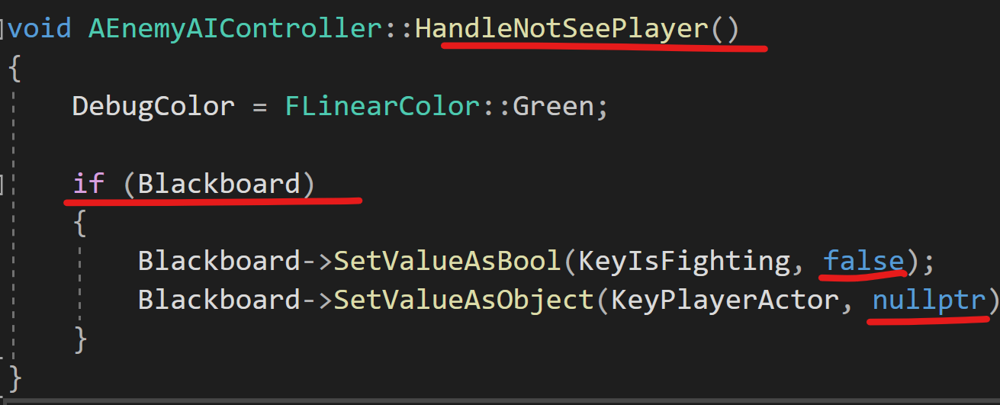 void AEnemyAIController::HandleNotSeePlayer()
{
DebugColor = FLinearColor::Green;
if (Blackboard)
{
Blackboard->SetValueAsBool(KeyIsFighting, false);
Blackboard->SetValueAsObject(KeyPlayerActor, nullptr)
}
}